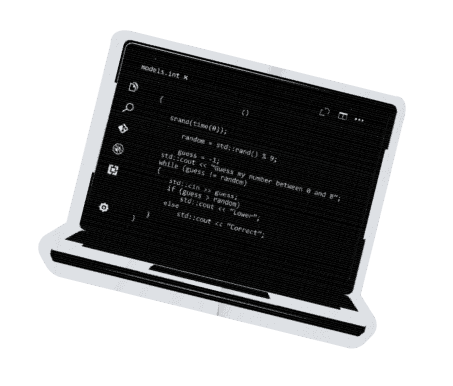 models.int ×
{
()
srand(time(0));
random = std::rand() % 9;
guess = -1;
std::cout << "Guess my number between 0 and 8";
while (guess != random)
{
std::cin >> guess;
if (guess > random)
std::cout << "Lower";
else
std::cout << "Correct";
}
}